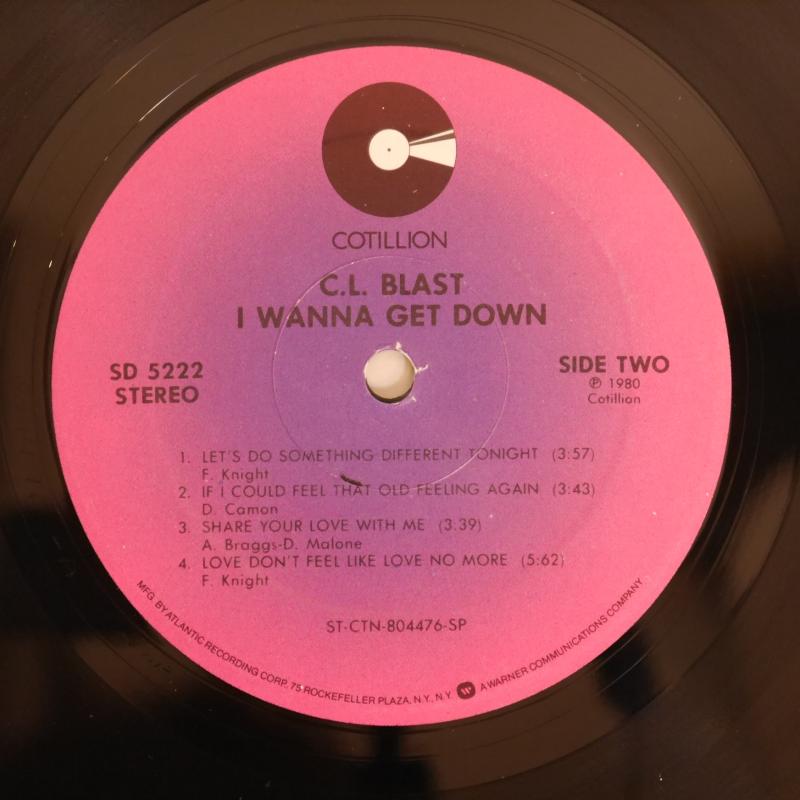 COTILLION
C.L. BLAST
I WANNA GET DOWN
SD 5222
STEREO
SIDE TWO
℗ 1980
Cotillion
1. LET'S DO SOMETHING DIFFERENT TONIGHT (3:57)
F. Knight
2. IF I COULD FEEL THAT OLD FEELING AGAIN (3:43)
D. Camon
3. SHARE YOUR LOVE WITH ME (3.39)
A. Braggs-D. Malone
4. LOVE DON'T FEEL LIKE LOVE NO MORE (5:62)
F. Knight
ST-CTN-804476-SP
MFG. BY ATLANTIC RECORDING CORP. 75 ROCKEFELLER PLAZA, N.Y., N.Y. A WARNER COMMUNICATIONS COMPANY